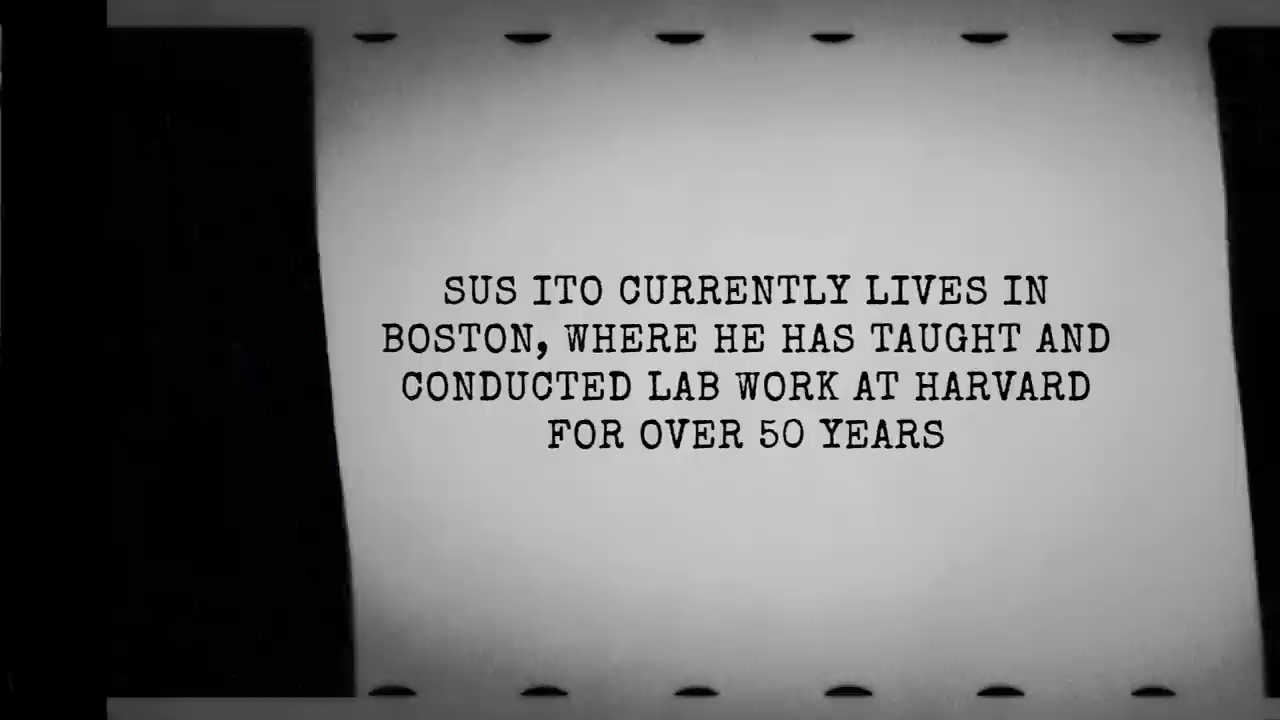 SUS ITO CURRENTLY LIVES IN
BOSTON, WHERE HE HAS TAUGHT AND
CONDUCTED LAB WORK AT HARVARD
FOR OVER 50 YEARS